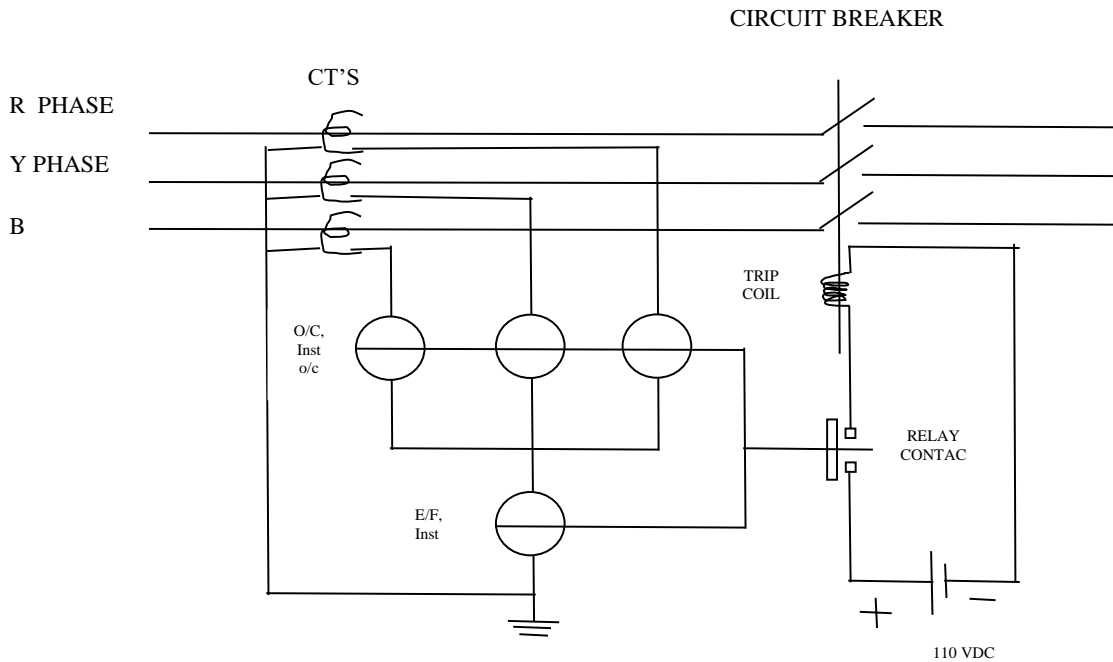 CIRCUIT BREAKER
CT'S
R PHASE
Y PHASE
B
TRIP
COIL
O/C,
Inst
o/c
RELAY
CONTAC
E/F,
Inst
110 VDC